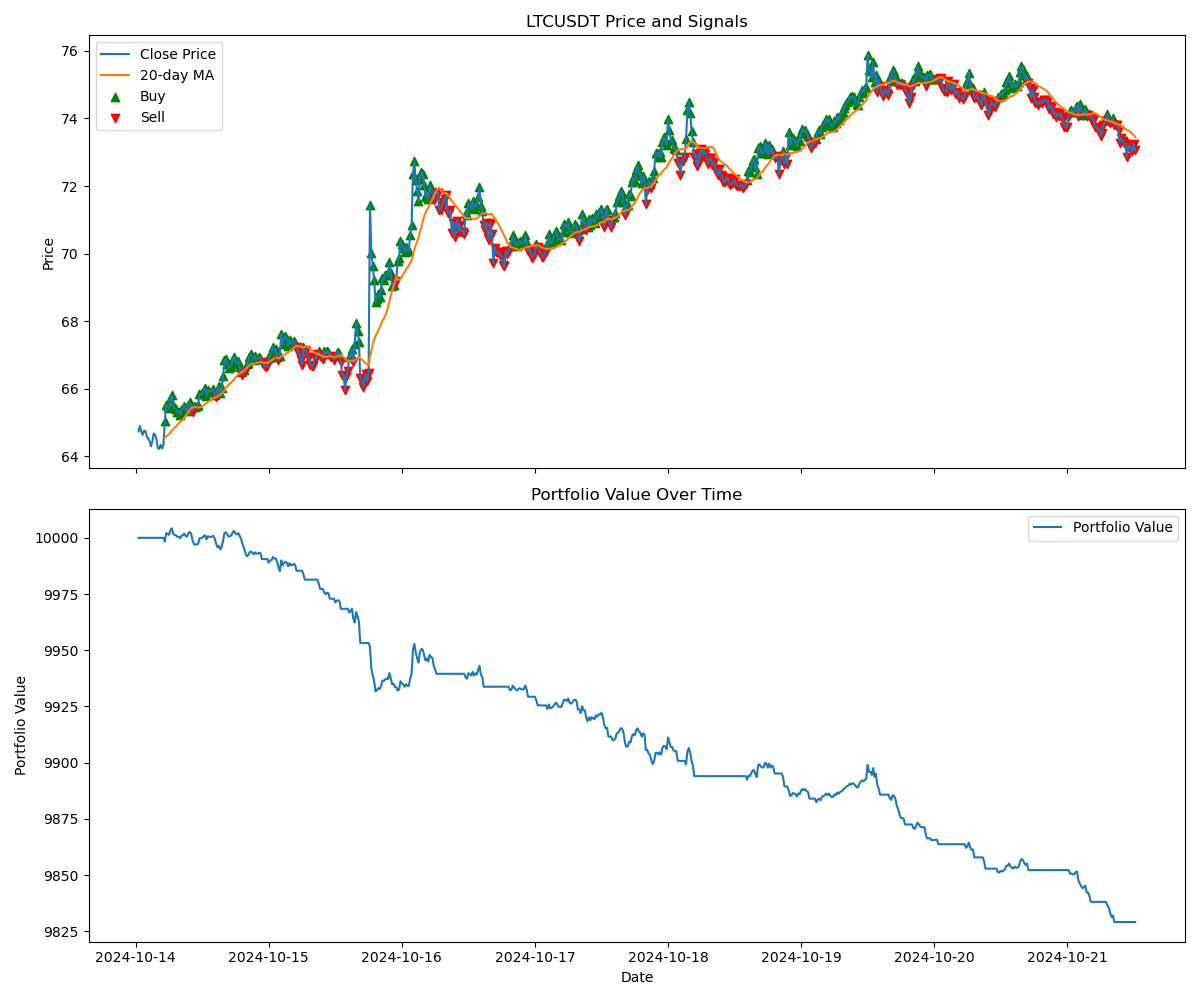 LTCUSDT Price and Signals
Close Price
20-day MA
Buy
Sell
Price
76
74
72
70
68
66
64
Portfolio Value Over Time
Portfolio Value
Portfolio Value
10000
9975
9950
9925
9900
9875
9850
9825
2024-10-14 2024-10-15 2024-10-16 2024-10-17 2024-10-18 2024-10-19 2024-10-20 2024-10-21
Date